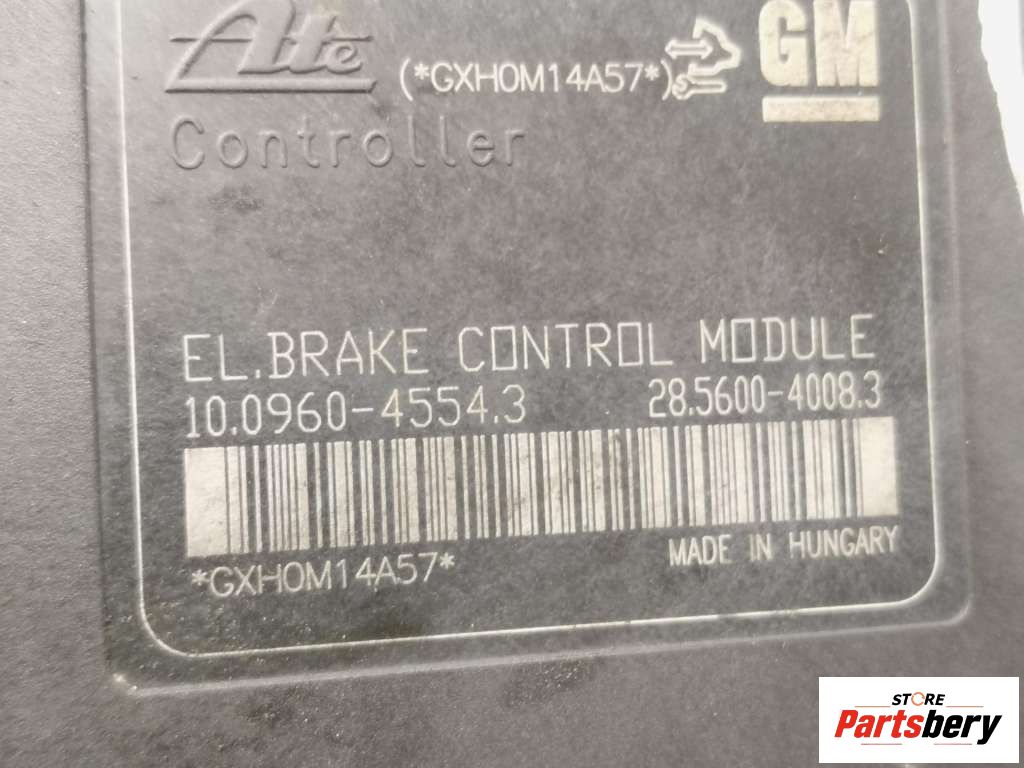 Ate
(*GXH0M14A57*)
GM
Controller
EL.BRAKE CONTROL MODULE
10.0960-4554.3 28.5600-4008.3
*GXH0M14A57* MADE IN HUNGARY
STORE
Partsbery